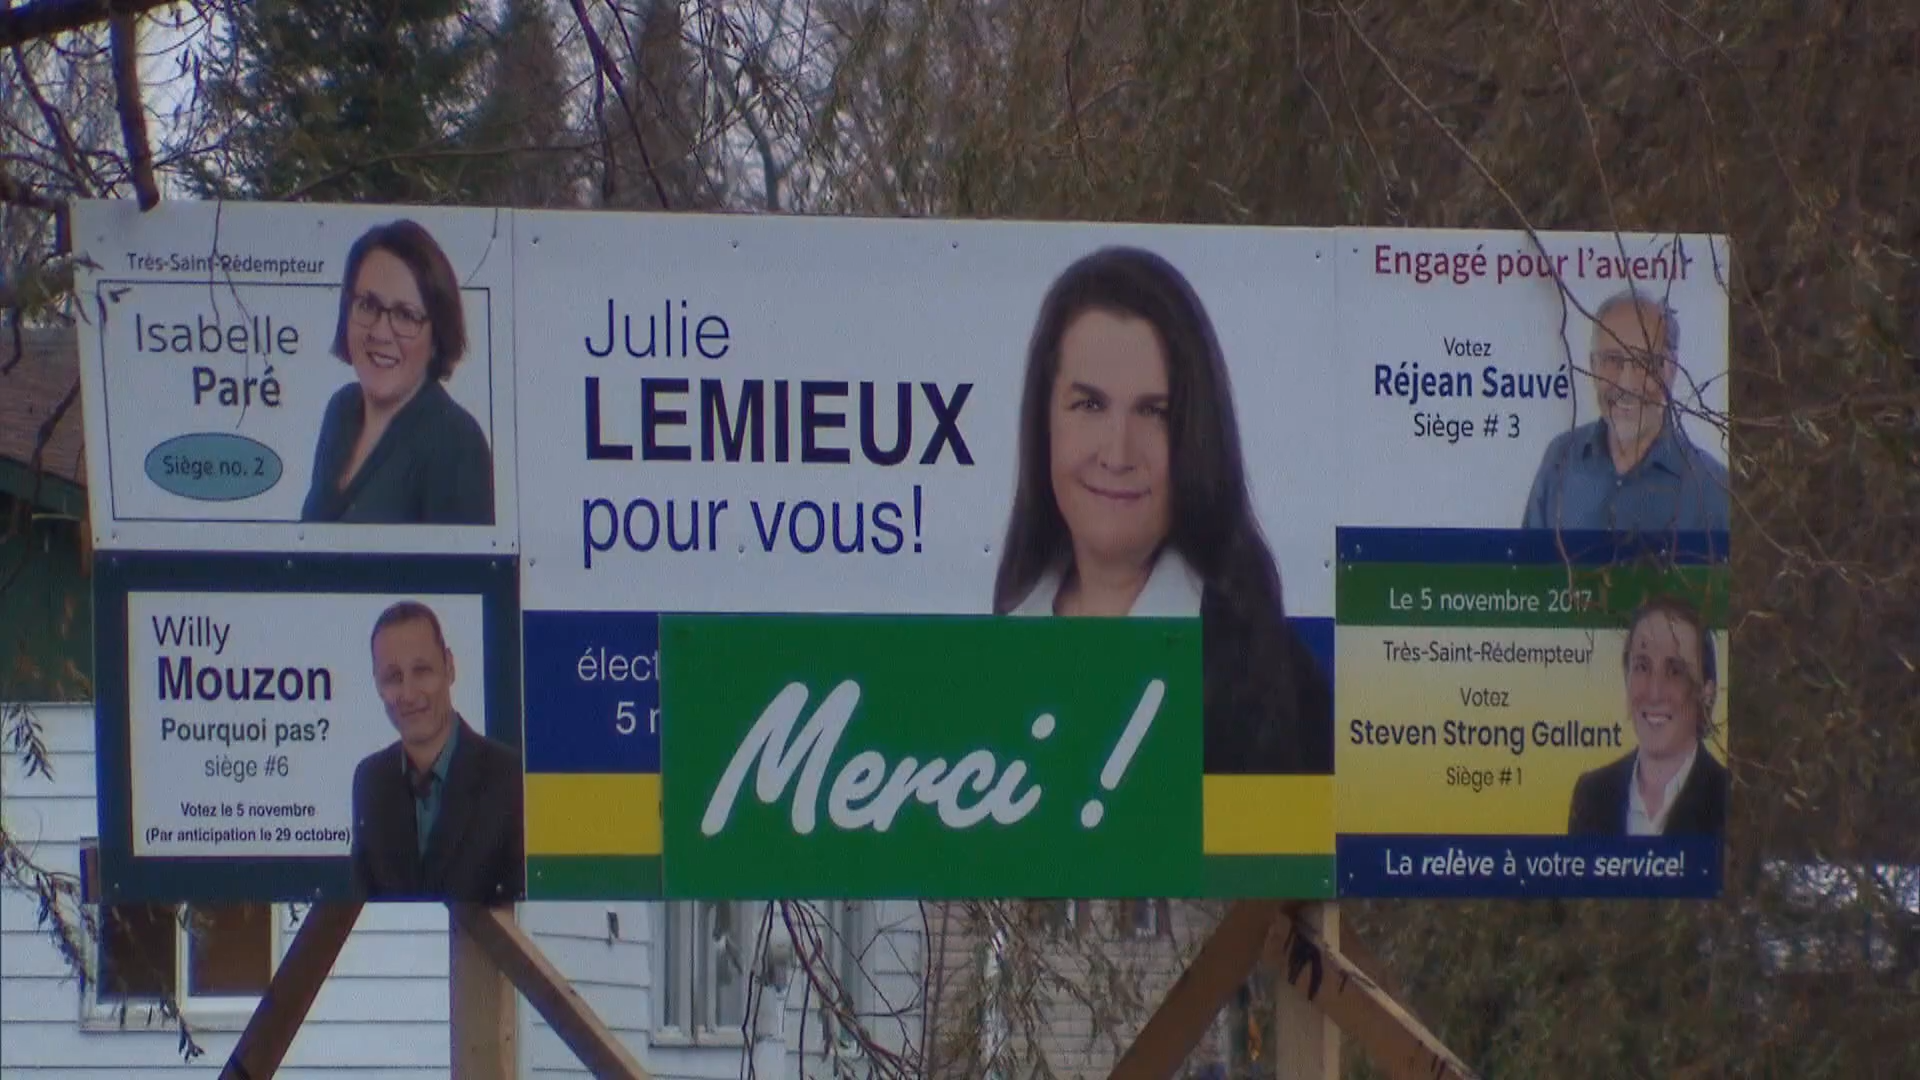 Très-Saint-Rédempteur
Isabelle
Paré
Siège no. 2
Willy
Mouzon
Pourquoi pas?
siège #6
Votez le 5 novembre
(Par anticipation le 29 octobre)
Julie
LEMIEUX
pour vous!
élect
5
Merci !
Engagé pour l'avenir
Votez
Réjean Sauvé
Siège # 3
Le 5 novembre 2017
Très-Saint-Rédempteur
Votez
Steven Strong Gallant
Siège #1
La relève à votre service!